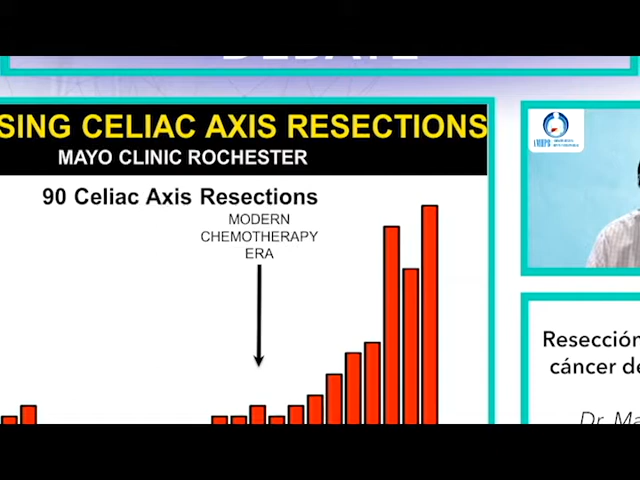 DEBATE
SING CELIAC AXIS RESECTIONS
MAYO CLINIC ROCHESTER
90 Celiac Axis Resections
MODERN
CHEMOTHERAPY
ERA
Resección
cáncer de
Dr. Ma